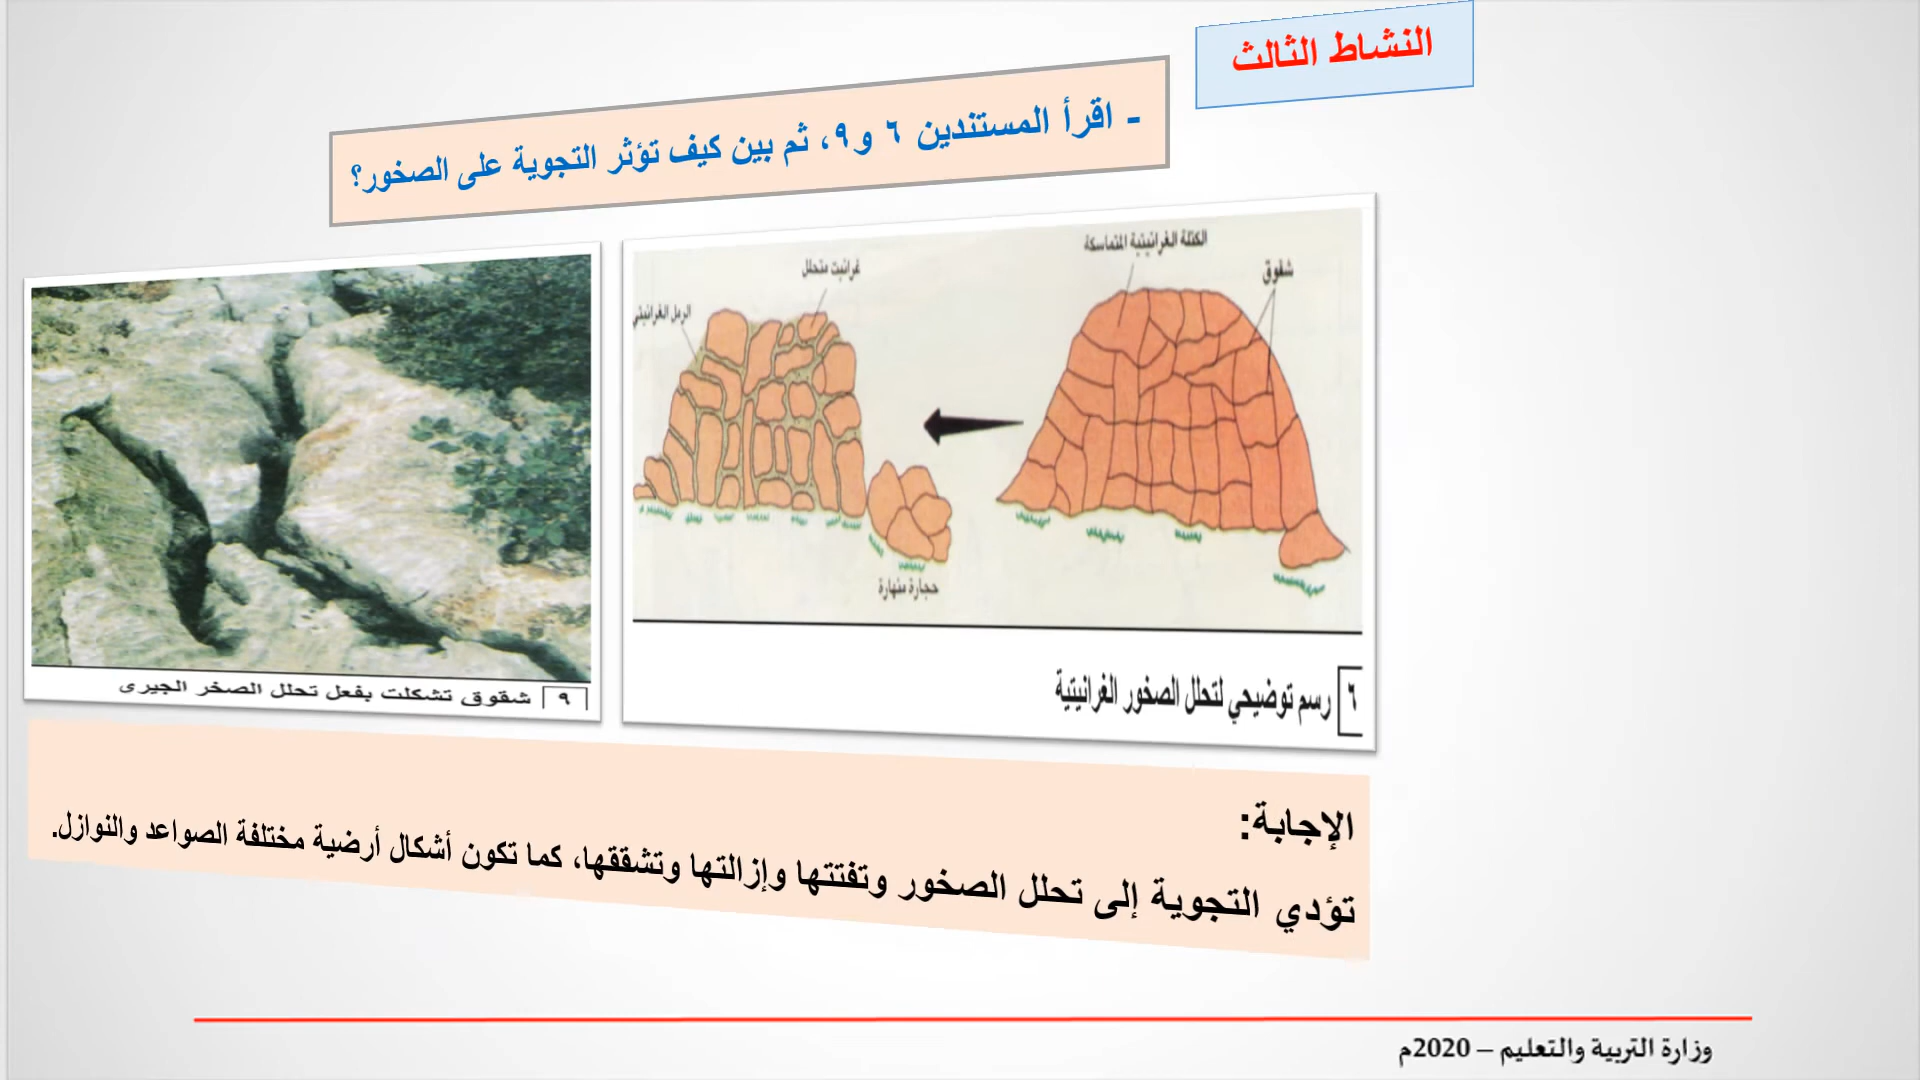 النشاط الثالث
- اقرأ المستندين ٦ و٩، ثم بين كيف تؤثر التجوية على الصخور؟
الكتلة الغرانيتية المتماسكة
شقوق
غرانيت متحلل
الرمل الغرانيتي
حجارة منهارة
٦ رسم توضيحي لتحلل الصخور الغرانيتية
٩ شقوق تشكلت بفعل تحلل الصخر الجيري
الإجابة:
تؤدي التجوية إلى تحلل الصخور وتفتتها وإزالتها وتشققها، كما تكون أشكال أرضية مختلفة الصواعد والنوازل.
وزارة التربية والتعليم – 2020م